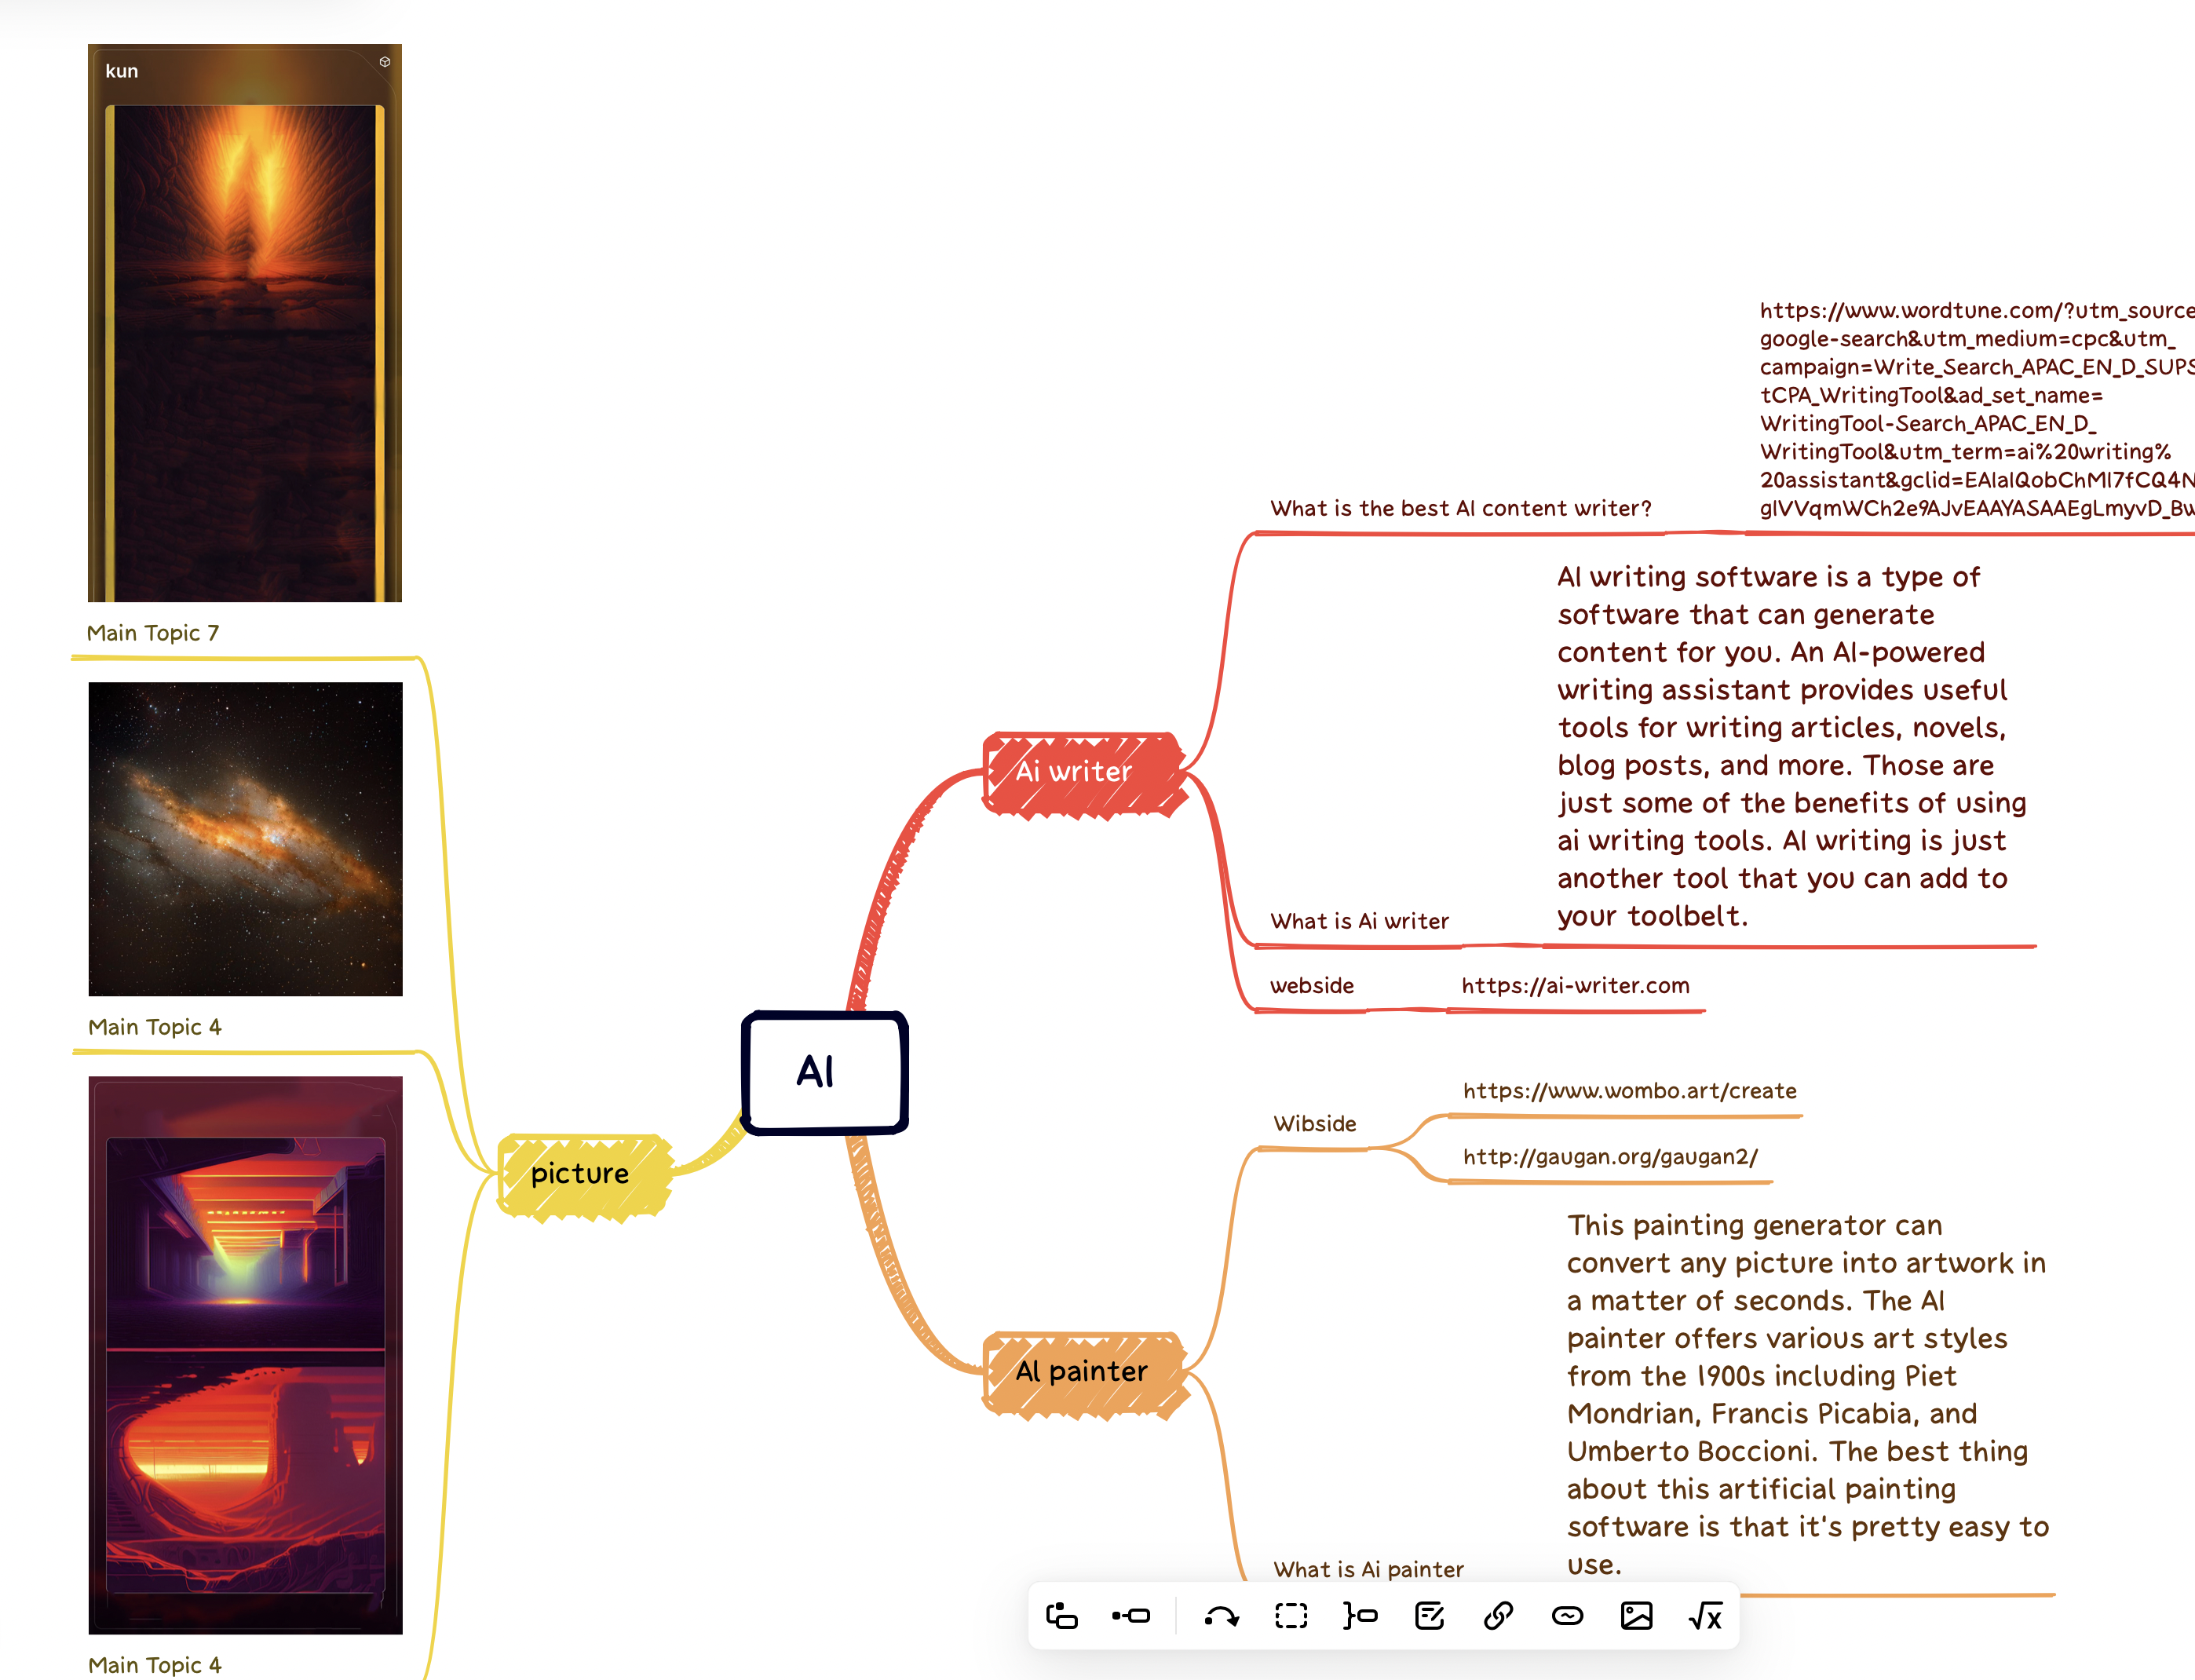 kun
Main Topic 7
Main Topic 4
Main Topic 4
picture
AI
Ai writer
What is the best AI content writer?
https://www.wordtune.com/?utm_source
google-search&utm_medium=cpc&utm_
campaign=Write_Search_APAC_EN_D_SUPS
tCPA_WritingTool&ad_set_name=
WritingTool-Search_APAC_EN_D_
WritingTool&utm_term=ai%20writing%
20assistant&gclid=EAIaIQobChMI7fCQ4N
gIVVqmWCh2e9AJvEAAYASAAEgLmyvD_Bw
What is Ai writer
AI writing software is a type of
software that can generate
content for you. An AI-powered
writing assistant provides useful
tools for writing articles, novels,
blog posts, and more. Those are
just some of the benefits of using
ai writing tools. AI writing is just
another tool that you can add to
your toolbelt.
webside
https://ai-writer.com
AI painter
Wibside
https://www.wombo.art/create
http://gaugan.org/gaugan2/
What is Ai painter
This painting generator can
convert any picture into artwork in
a matter of seconds. The AI
painter offers various art styles
from the 1900s including Piet
Mondrian, Francis Picabia, and
Umberto Boccioni. The best thing
about this artificial painting
software is that it's pretty easy to
use.